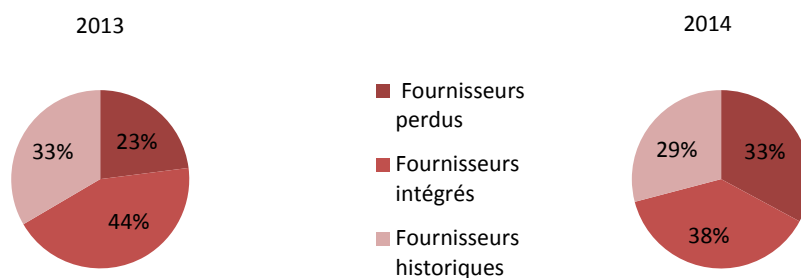 2013
33%
23%
44%
Fournisseurs
perdus
Fournisseurs
intégrés
Fournisseurs
historiques
2014
29%
33%
38%